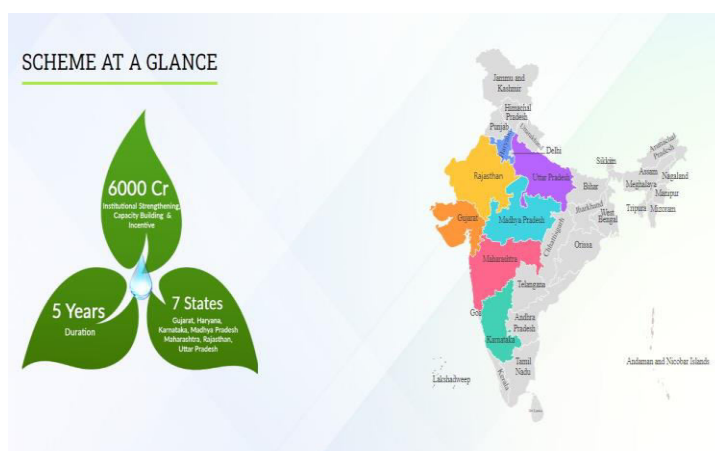 SCHEME AT A GLANCE
6000 Cr
Institutional Strengthening,
Capacity Building &
Incentive
5 Years
Duration
7 States
Gujarat, Haryana,
Karnataka, Madhya Pradesh
Maharashtra, Rajasthan,
Uttar Pradesh
Jammu and
Kashmir
Himachal
Pradesh
Punjab
Uttarakhand
Haryana
Delhi
Arunachal
Pradesh
Sikkim
Assam
Nagaland
Rajasthan
Uttar Pradesh
Bihar
Meghalaya
Manipur
Jharkhand
West
Bengal
Tripura
Mizoram
Gujarat
Madhya Pradesh
Chhattisgarh
Orissa
Maharashtra
Telangana
Goa
Andhra
Pradesh
Karnataka
Tamil
Nadu
Kerala
Lakshadweep
Andaman and Nicobar Islands